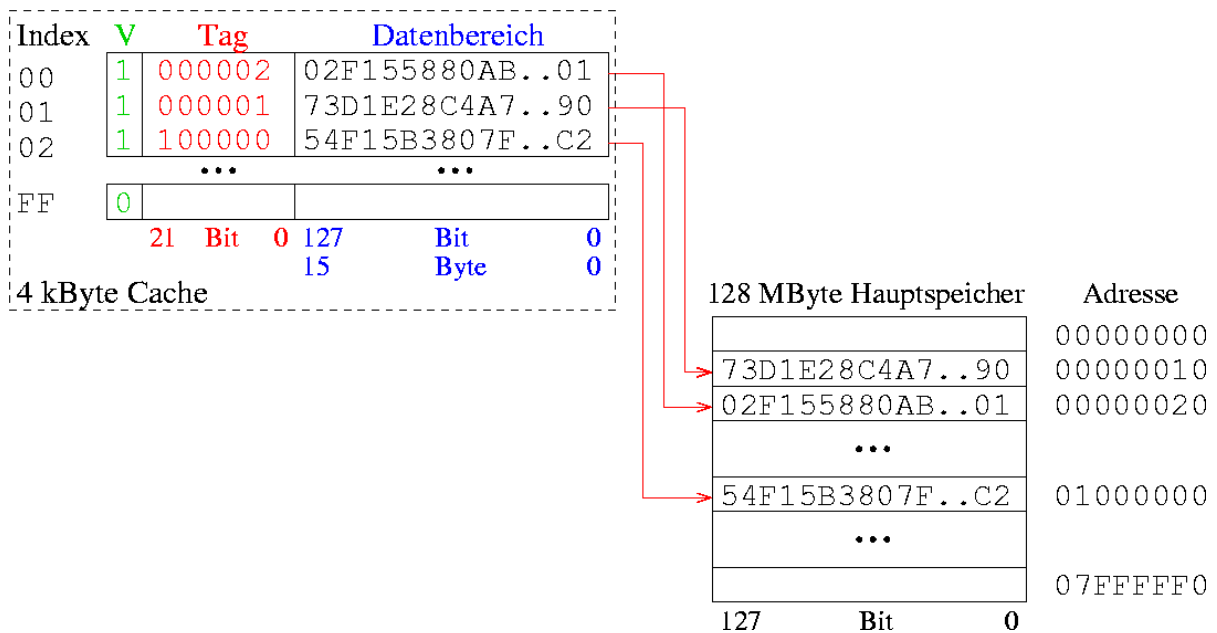 Index V Tag Datenbereich
00 1 000002 02F155880AB..01
01 1 000001 73D1E28C4A7..90
02 1 100000 54F15B3807F..C2
... ...
FF 0
21 Bit 0 127 Bit 0
15 Byte 0
4 kByte Cache
128 MByte Hauptspeicher Adresse
00000000
73D1E28C4A7..90 00000010
02F155880AB..01 00000020
...
54F15B3807F..C2 01000000
...
07FFFFF0
127 Bit 0